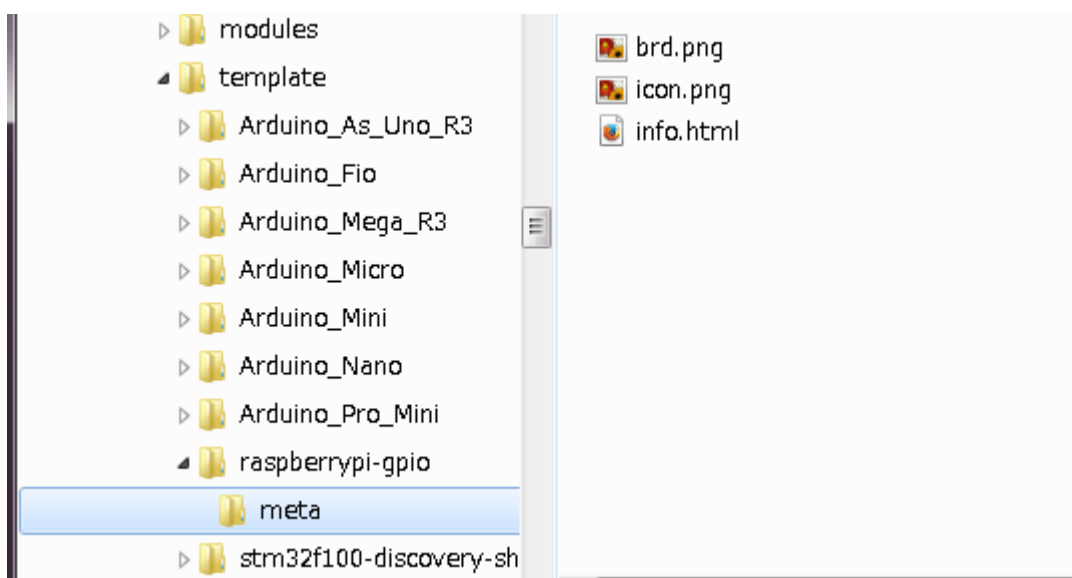 modules
template
Arduino_As_Uno_R3
Arduino_Fio
Arduino_Mega_R3
Arduino_Micro
Arduino_Mini
Arduino_Nano
Arduino_Pro_Mini
raspberrypi-gpio
meta
stm32f100-discovery-sh
brd.png
icon.png
info.html